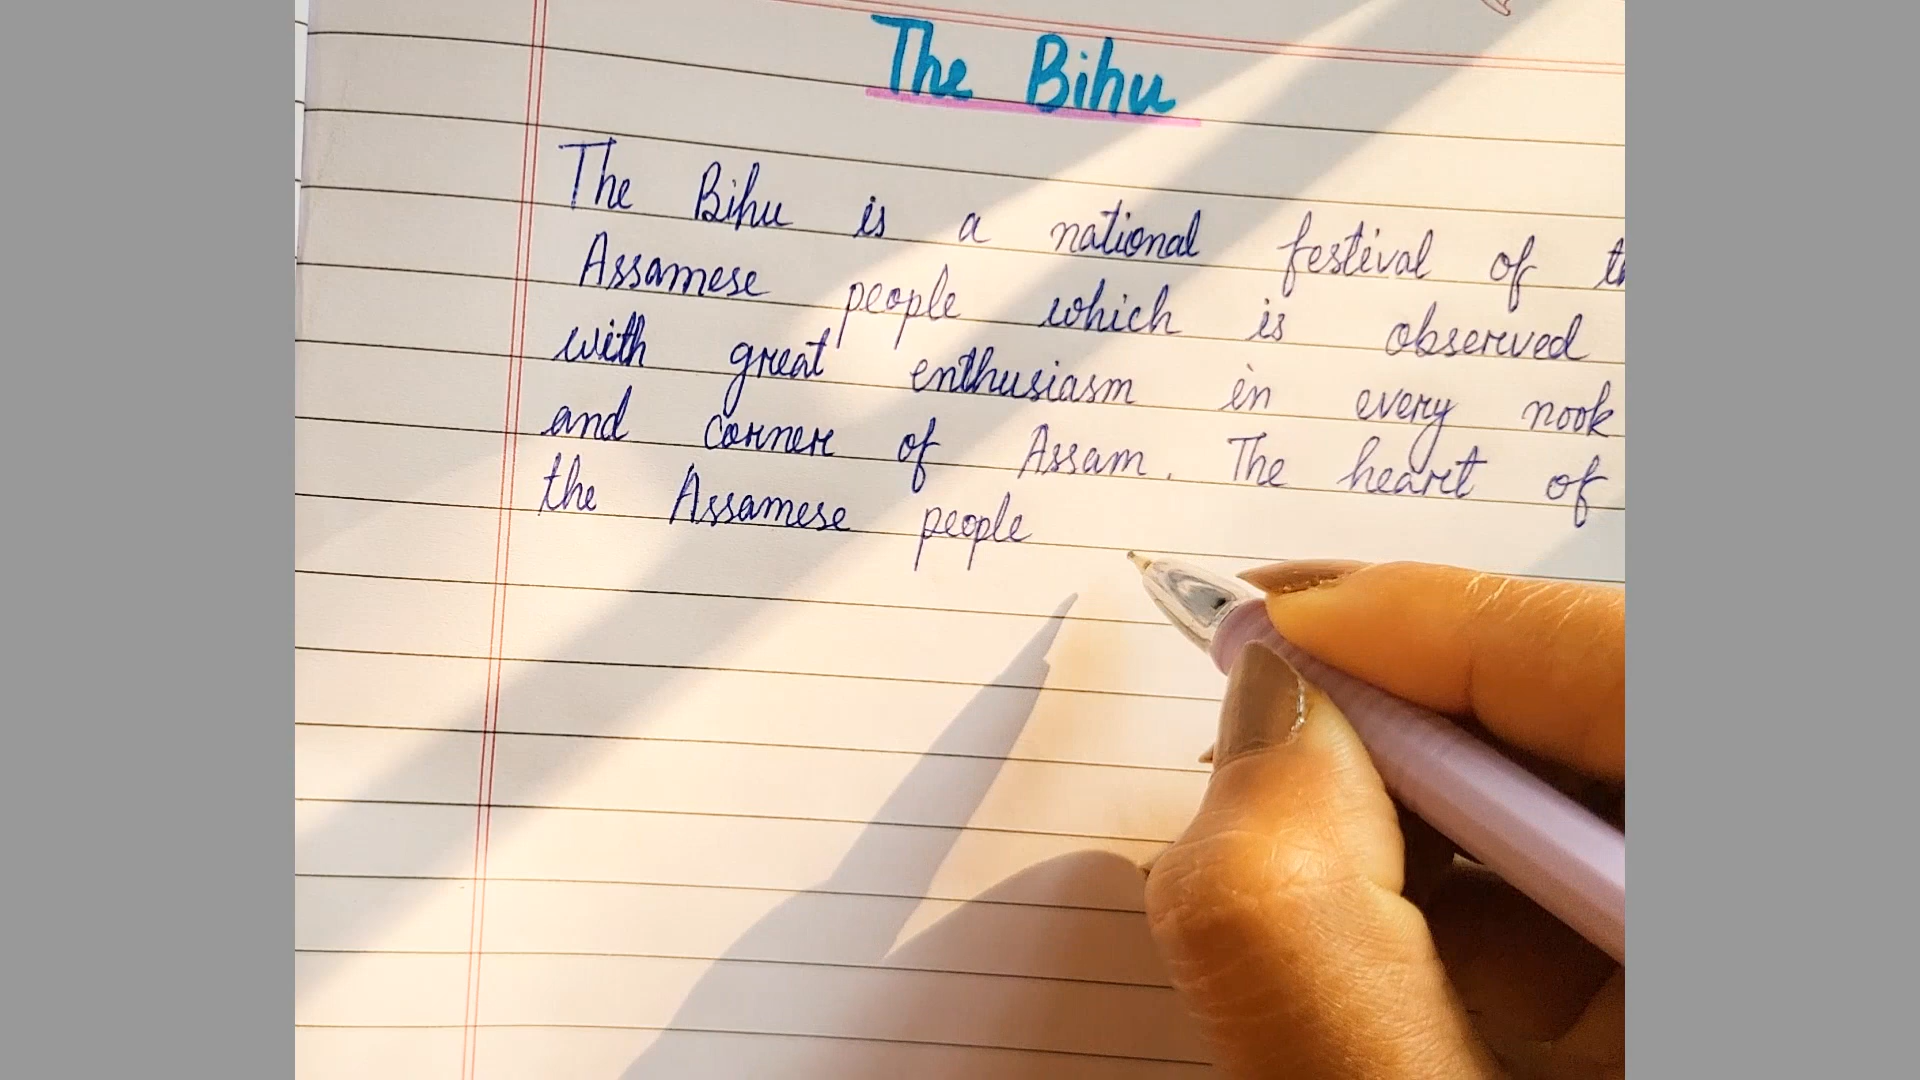 The Bihu
The Bihu is a national festival of
Assamese people which is observed
with great enthusiasm in every nook
and corner of Assam. The heart of
the Assamese people